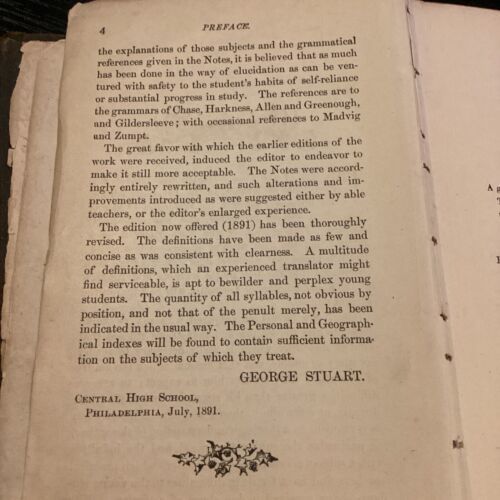 4 PREFACE.
the explanations of those subjects and the grammatical
references given in the Notes, it is believed that as much
has been done in the way of elucidation as can be ven-
tured with safety to the student's habits of self-reliance
or substantial progress in study. The references are to
the grammars of Chase, Harkness, Allen and Greenough,
and Gildersleeve; with occasional references to Madvig
and Zumpt.
The great favor with which the earlier editions of the
work were received, induced the editor to endeavor to
make it still more acceptable. The Notes were accord-
ingly entirely rewritten, and such alterations and im-
provements introduced as were suggested either by able
teachers, or the editor's enlarged experience.
The edition now offered (1891) has been thoroughly
revised. The definitions have been made as few and
concise as was consistent with clearness. A multitude
of definitions, which an experienced translator might
find serviceable, is apt to bewilder and perplex young
students. The quantity of all syllables, not obvious by
position, and not that of the penult merely, has been
indicated in the usual way. The Personal and Geograph-
ical indexes will be found to contain sufficient informa-
tion on the subjects of which they treat.
GEORGE STUART.
CENTRAL HIGH SCHOOL,
PHILADELPHIA, July, 1891.
A